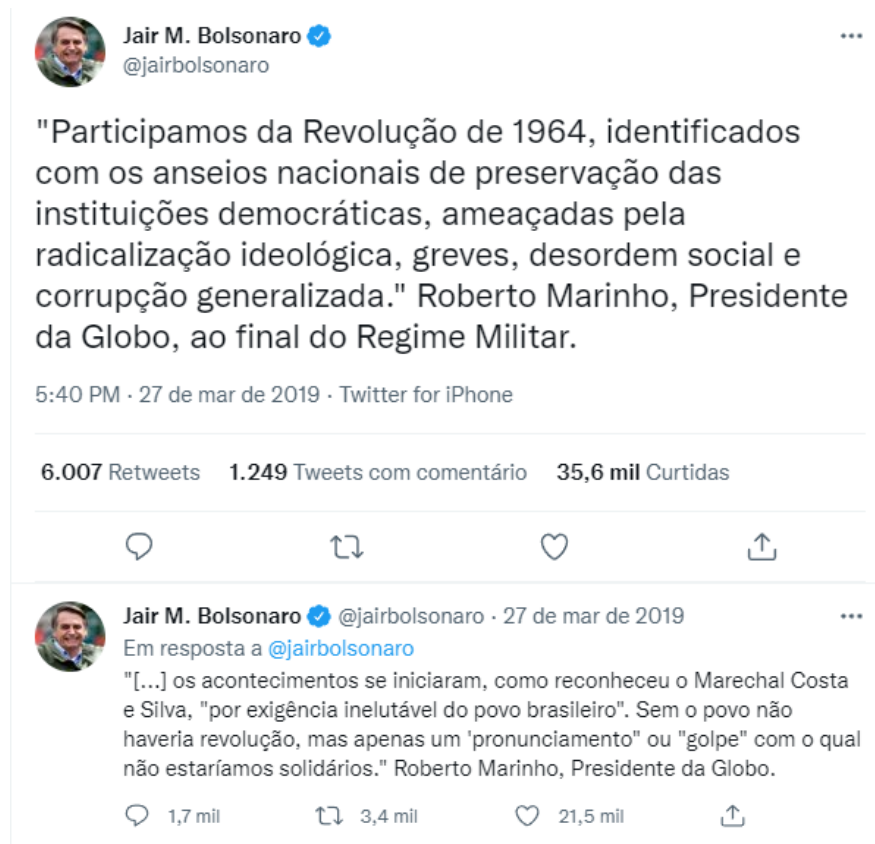 Jair M. Bolsonaro
@jairbolsonaro
"Participamos da Revolução de 1964, identificados
com os anseios nacionais de preservação das
instituições democráticas, ameaçadas pela
radicalização ideológica, greves, desordem social e
corrupção generalizada." Roberto Marinho, Presidente
da Globo, ao final do Regime Militar.
5:40 PM · 27 de mar de 2019 · Twitter for iPhone
6.007 Retweets 1.249 Tweets com comentário 35,6 mil Curtidas
Jair M. Bolsonaro @jairbolsonaro · 27 de mar de 2019
Em resposta a @jairbolsonaro
"[...] os acontecimentos se iniciaram, como reconheceu o Marechal Costa
e Silva, "por exigência inelutável do povo brasileiro". Sem o povo não
haveria revolução, mas apenas um 'pronunciamento" ou "golpe" com o qual
não estaríamos solidários." Roberto Marinho, Presidente da Globo.
1,7 mil 3,4 mil 21,5 mil